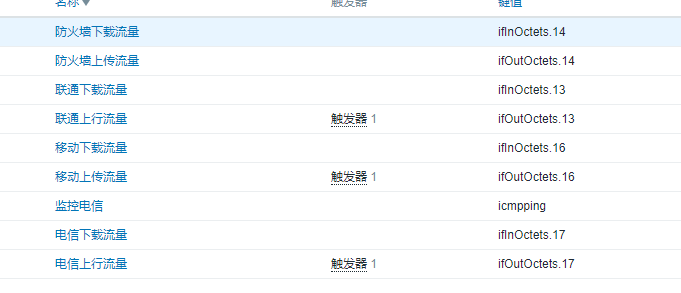 名称▼ 触发器 键值
防火墙下载流量 ifInOctets.14
防火墙上传流量 ifOutOctets.14
联通下载流量 ifInOctets.13
联通上行流量 触发器 1 ifOutOctets.13
移动下载流量 ifInOctets.16
移动上传流量 触发器 1 ifOutOctets.16
监控电信 icmpping
电信下载流量 ifInOctets.17
电信上行流量 触发器 1 ifOutOctets.17